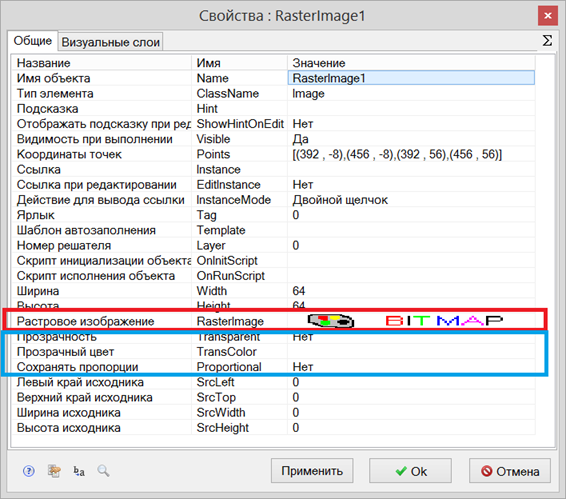 Свойства : RasterImage1
Общие Визуальные слои Σ
Название Имя Значение
Имя объекта Name RasterImage1
Тип элемента ClassName Image
Подсказка Hint
Отображать подсказку при ред ShowHintOnEdit Нет
Видимость при выполнении Visible Да
Координаты точек Points [(392 , -8),(456 , -8),(392 , 56),(456 , 56)]
Ссылка Instance
Ссылка при редактировании EditInstance Нет
Действие для вывода ссылки InstanceMode Двойной щелчок
Ярлык Tag 0
Шаблон автозаполнения Template
Номер решателя Layer 0
Скрипт инициализации объекта OnInitScript
Скрипт исполнения объекта OnRunScript
Ширина Width 64
Высота Height 64
Растровое изображение RasterImage BITMAP
Прозрачность Transparent Нет
Прозрачный цвет TransColor
Сохранять пропорции Proportional Нет
Левый край исходника SrcLeft 0
Верхний край исходника SrcTop 0
Ширина исходника SrcWidth 0
Высота исходника SrcHeight 0
Применить Ok Отмена